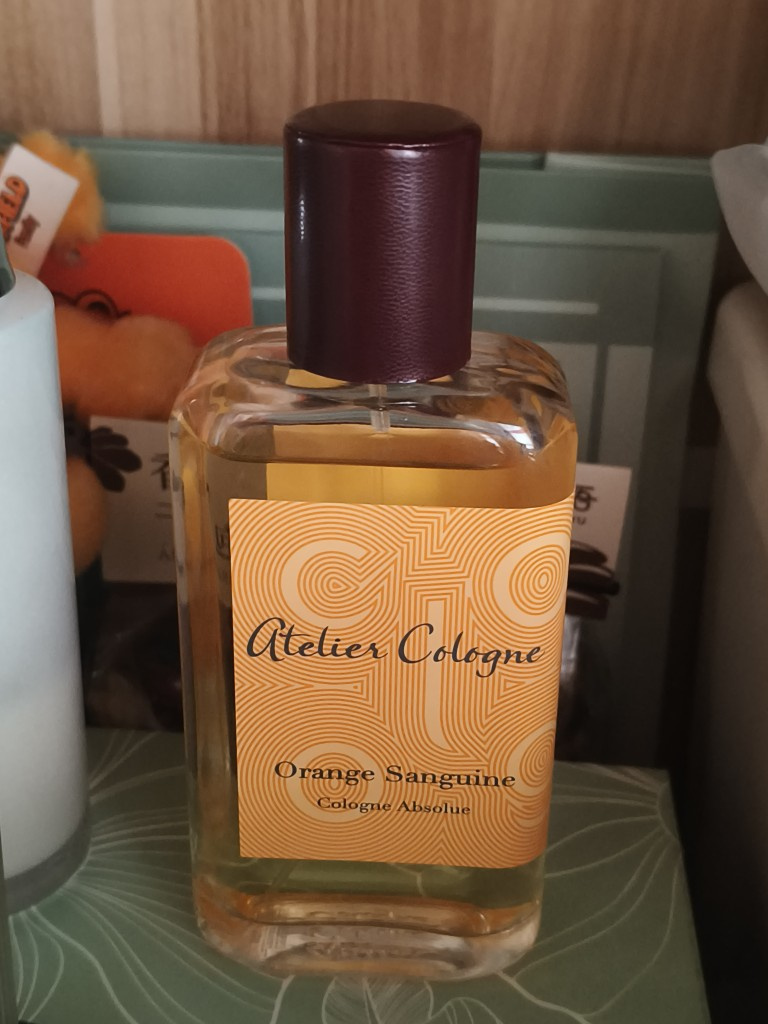 Atelier Cologne
Orange Sanguine
Cologne Absolue